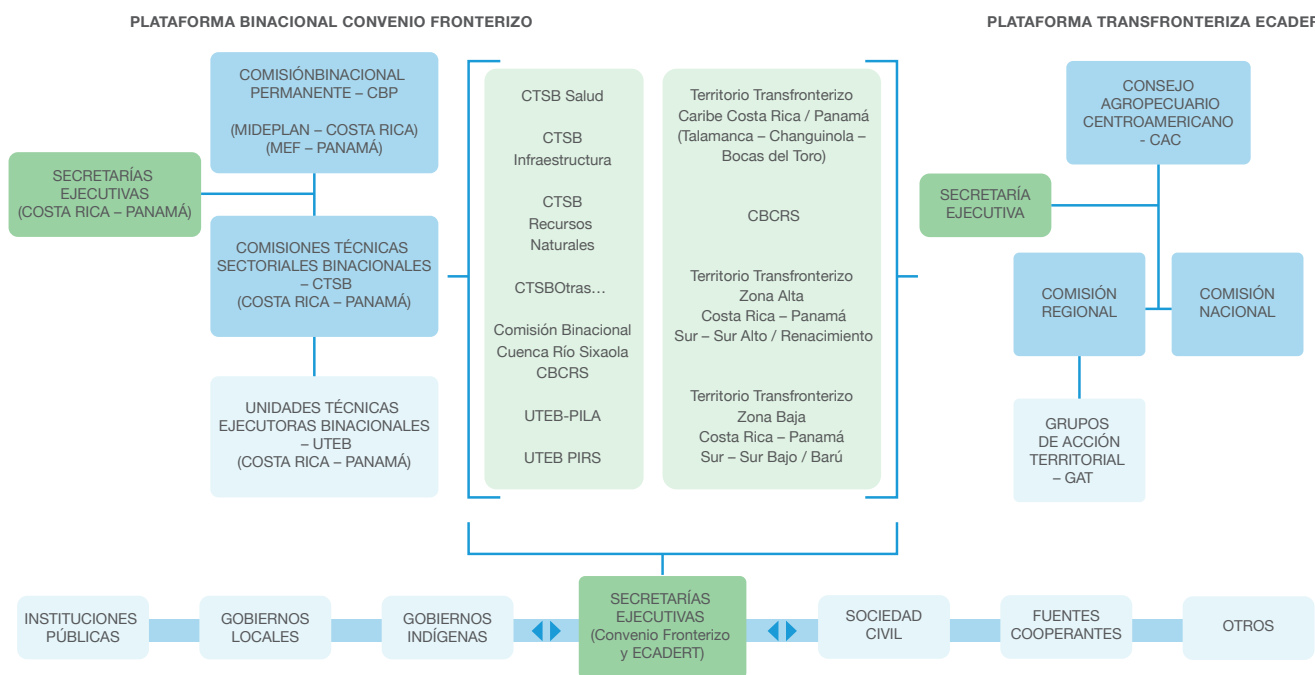 PLATAFORMA BINACIONAL CONVENIO FRONTERIZO
PLATAFORMA TRANSFRONTERIZA ECADER
COMISIÓNBINACIONAL
PERMANENTE – CBP
(MIDEPLAN – COSTA RICA)
(MEF – PANAMÁ)
SECRETARÍAS
EJECUTIVAS
(COSTA RICA – PANAMÁ)
COMISIONES TÉCNICAS
SECTORIALES BINACIONALES
– CTSB
(COSTA RICA – PANAMÁ)
UNIDADES TÉCNICAS
EJECUTORAS BINACIONALES
– UTEB
(COSTA RICA – PANAMÁ)
CTSB Salud
CTSB
Infraestructura
CTSB
Recursos
Naturales
CTSBOtras…
Comisión Binacional
Cuenca Río Sixaola
CBCRS
UTEB-PILA
UTEB PIRS
Territorio Transfronterizo
Caribe Costa Rica / Panamá
(Talamanca – Changuinola –
Bocas del Toro)
CBCRS
Territorio Transfronterizo
Zona Alta
Costa Rica – Panamá
Sur – Sur Alto / Renacimiento
Territorio Transfronterizo
Zona Baja
Costa Rica – Panamá
Sur – Sur Bajo / Barú
CONSEJO
AGROPECUARIO
CENTROAMERICANO
- CAC
SECRETARÍA
EJECUTIVA
COMISIÓN
REGIONAL
COMISIÓN
NACIONAL
GRUPOS
DE ACCIÓN
TERRITORIAL
– GAT
INSTITUCIONES
PÚBLICAS
GOBIERNOS
LOCALES
GOBIERNOS
INDÍGENAS
SECRETARÍAS
EJECUTIVAS
(Convenio Fronterizo
y ECADERT)
SOCIEDAD
CIVIL
FUENTES
COOPERANTES
OTROS